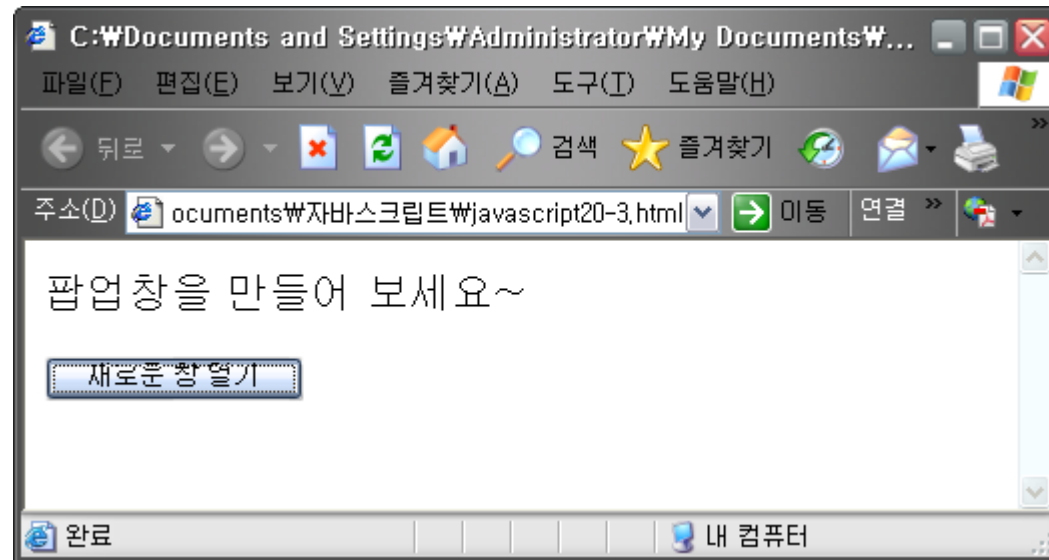 C:₩Documents and Settings₩Administrator₩My Documents₩...
파일(F) 편집(E) 보기(V) 즐겨찾기(A) 도구(T) 도움말(H)
뒤로 검색 즐겨찾기 »
주소(D) ocuments₩자바스크립트₩javascript20-3.html 이동 연결 »
팝업창을 만들어 보세요~
새로운 창 열기
완료 내 컴퓨터